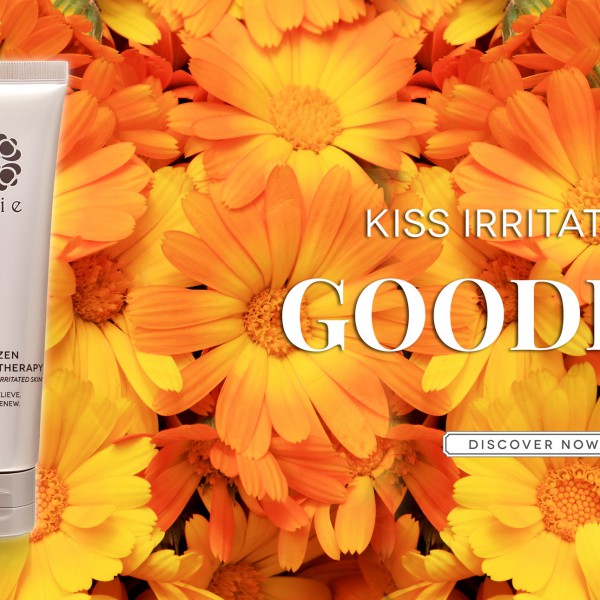 ie
ZEN
THERAPY
IRRITATED SKIN
LIEVE.
ENEW.
KISS IRRITAT
GOOD
DISCOVER NOW